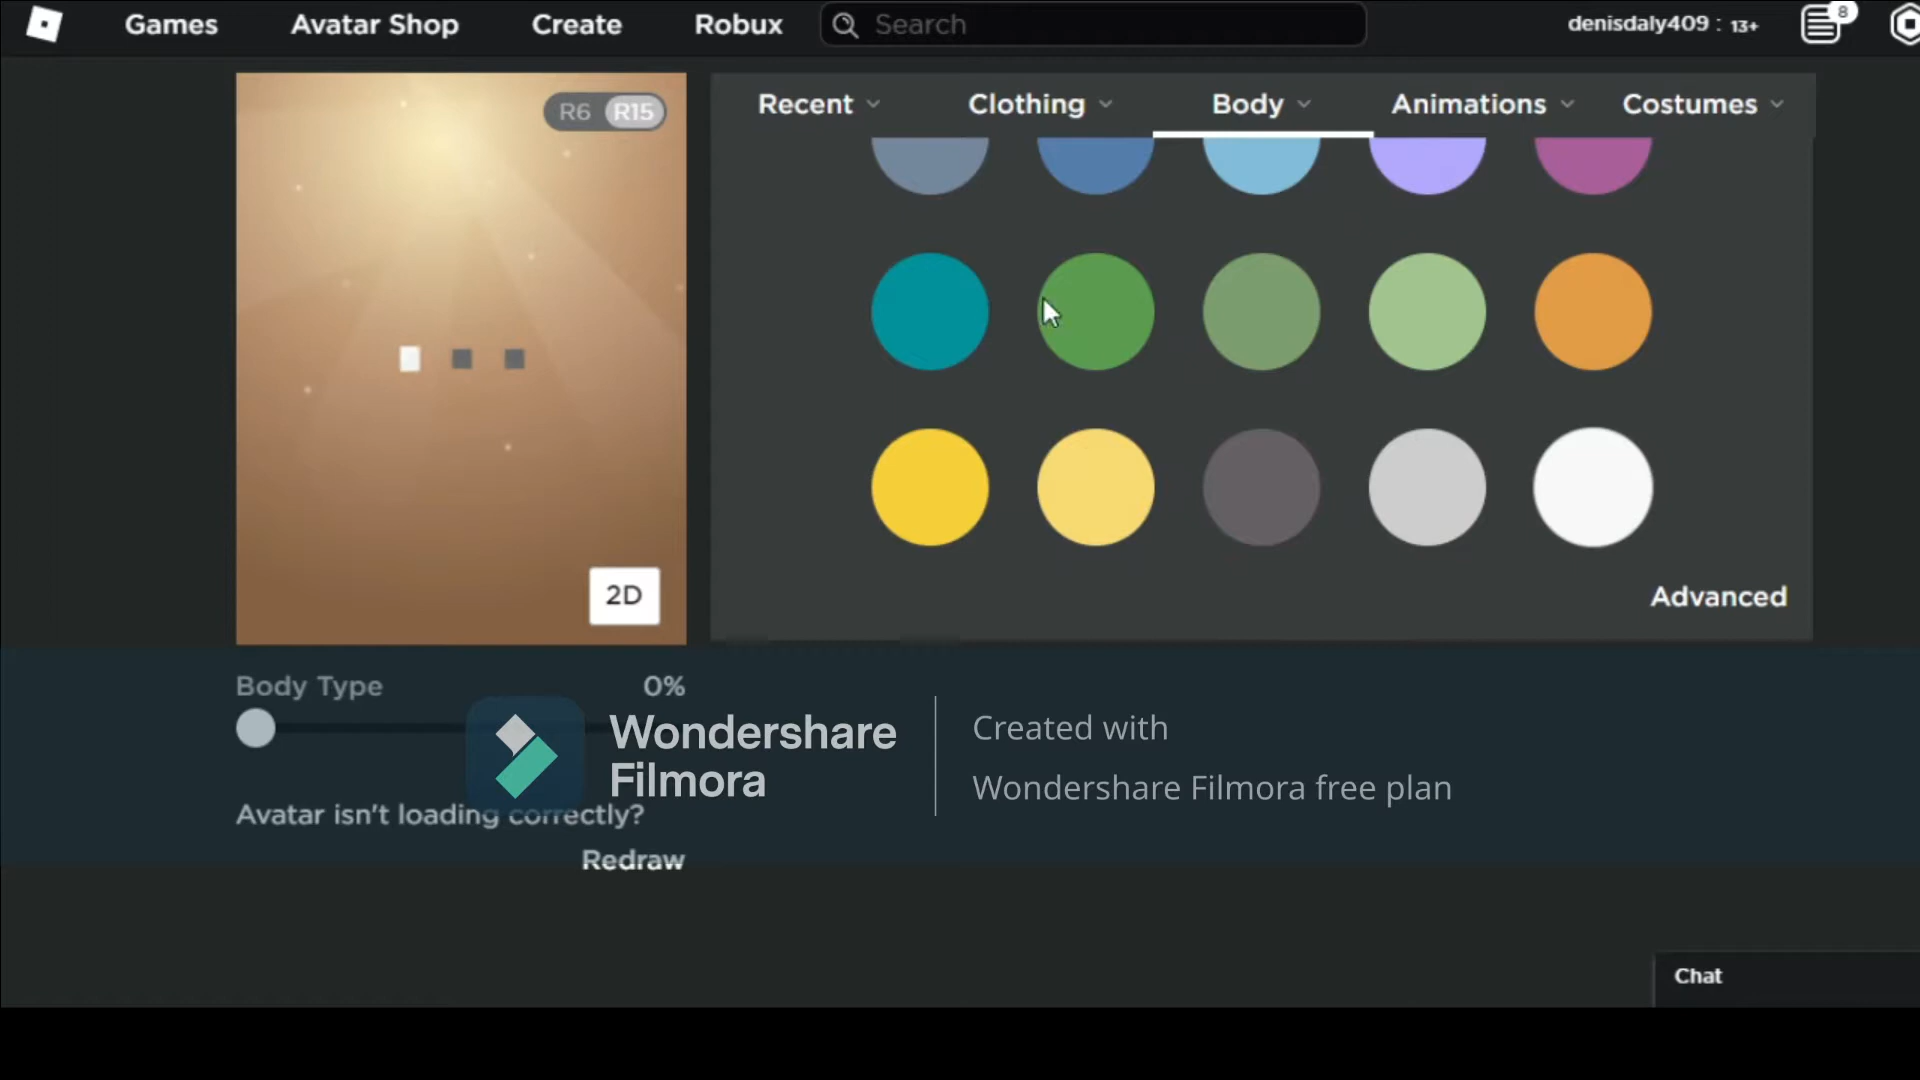 Games Avatar Shop Create Robux Search denisdaly409 : 13+ 8
R6 R15
Recent Clothing Body Animations Costumes
2D
Advanced
Body Type 0%
Wondershare
Filmora
Created with
Wondershare Filmora free plan
Avatar isn't loading correctly?
Redraw
Chat